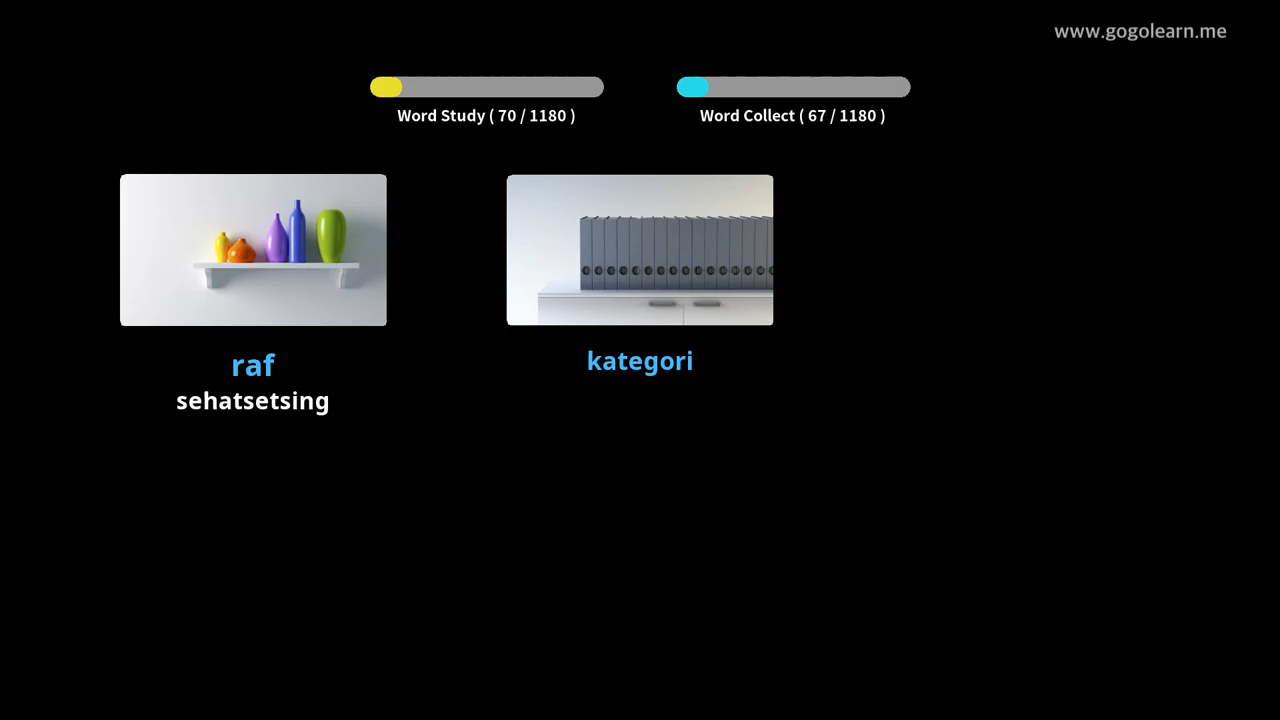 www.gogolearn.me
Word Study ( 70 / 1180 )
Word Collect ( 67 / 1180 )
raf
sehatsetsing
kategori